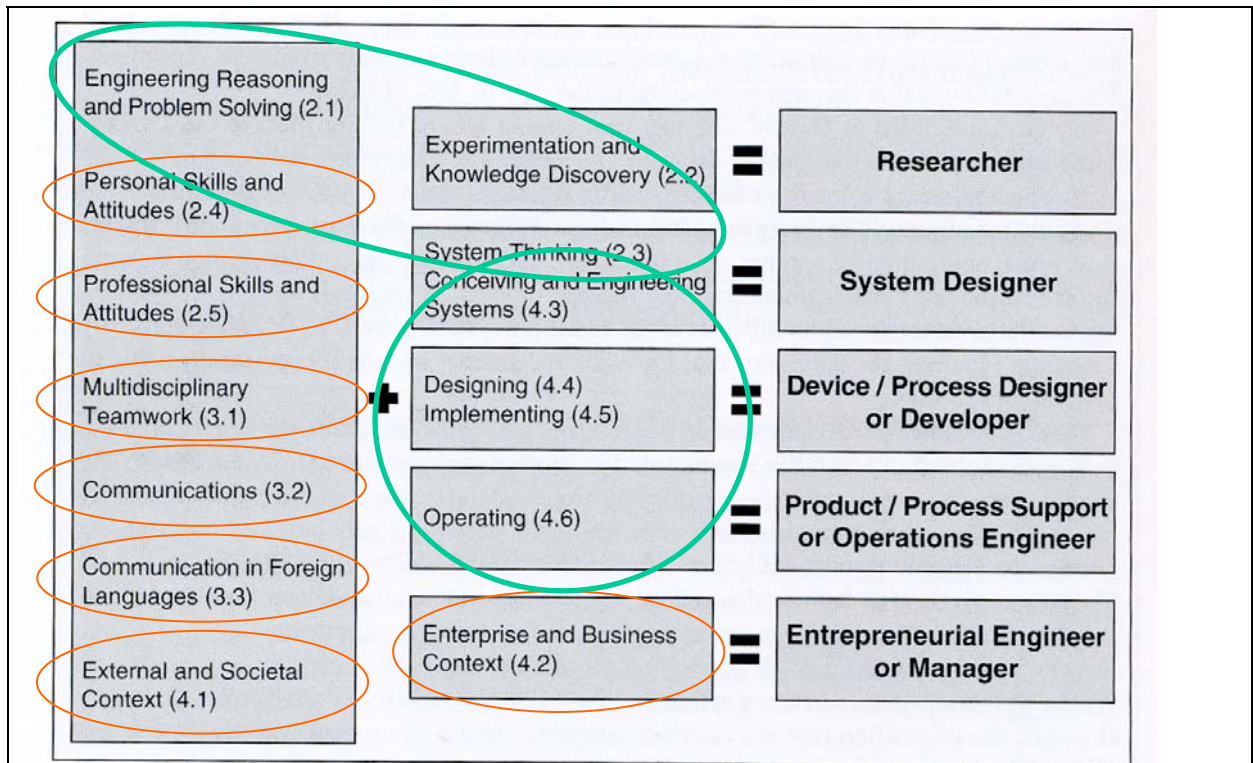 Engineering Reasoning
and Problem Solving (2.1)
Personal Skills and
Attitudes (2.4)
Professional Skills and
Attitudes (2.5)
Multidisciplinary
Teamwork (3.1)
Communications (3.2)
Communication in Foreign
Languages (3.3)
External and Societal
Context (4.1)
+
Experimentation and
Knowledge Discovery (2.2)
=
Researcher
System Thinking (2.3)
Conceiving and Engineering
Systems (4.3)
=
System Designer
Designing (4.4)
Implementing (4.5)
=
Device / Process Designer
or Developer
Operating (4.6)
=
Product / Process Support
or Operations Engineer
Enterprise and Business
Context (4.2)
=
Entrepreneurial Engineer
or Manager